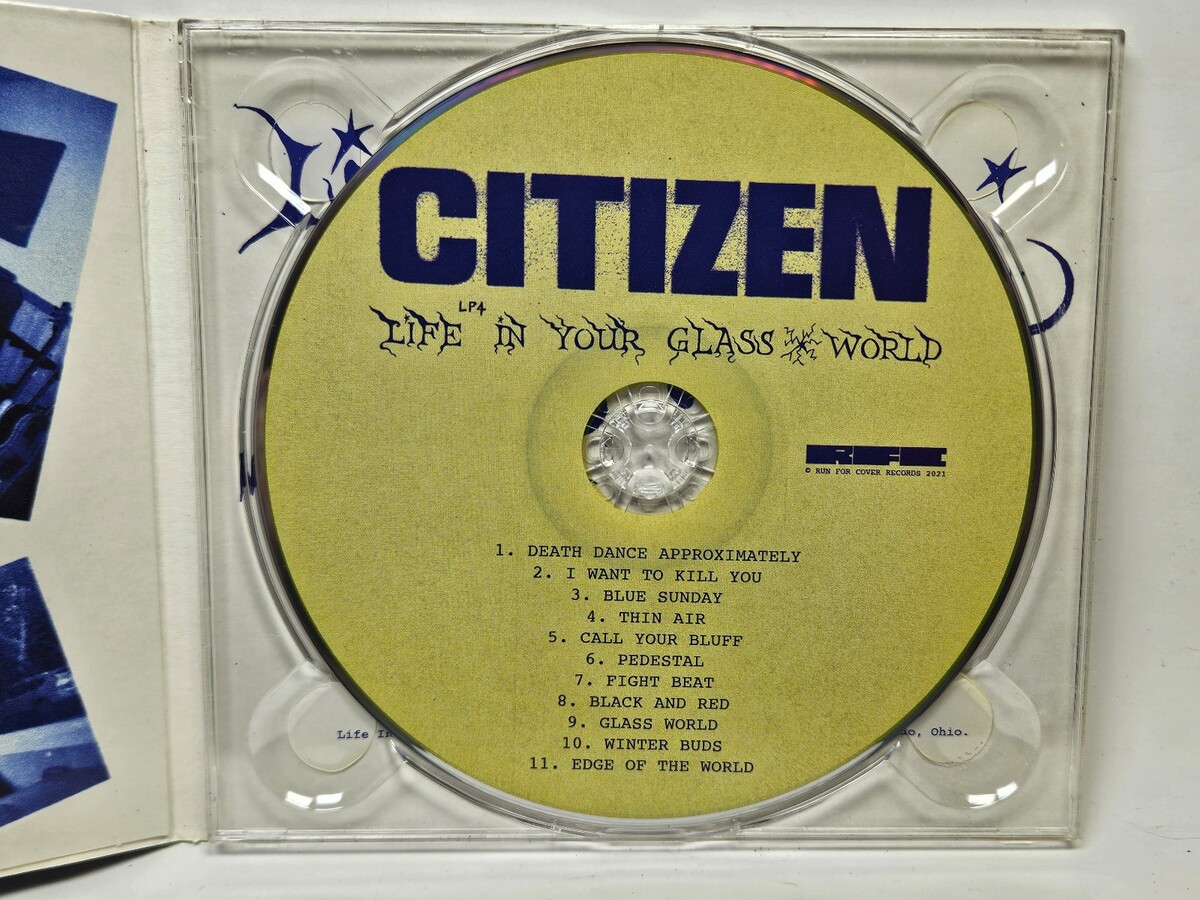 CITIZEN
LP4
LIFE IN YOUR GLASS WORLD
RFC
© RUN FOR COVER RECORDS 2021
1. DEATH DANCE APPROXIMATELY
2. I WANT TO KILL YOU
3. BLUE SUNDAY
4. THIN AIR
5. CALL YOUR BLUFF
6. PEDESTAL
7. FIGHT BEAT
8. BLACK AND RED
9. GLASS WORLD
10. WINTER BUDS
11. EDGE OF THE WORLD
Life Ohio.